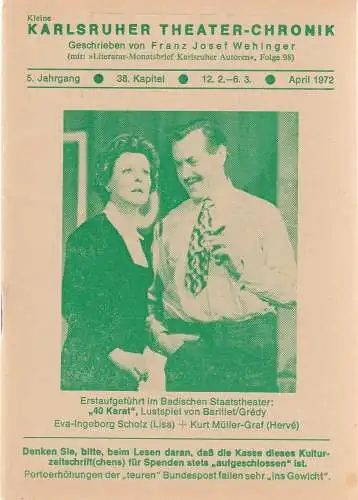 Kleine
KARLSRUHER THEATER-CHRONIK
Geschrieben von Franz Josef Wehinger
(mit: »Literatur-Monatsbrief Karlsruher Autoren«, Folge 98)
5. Jahrgang ● 38. Kapitel ● 12. 2.–6. 3. ● April 1972
Erstaufgeführt im Badischen Staatstheater:
„40 Karat“, Lustspiel von Barillet/Grédy
Eva-Ingeborg Scholz (Lisa) + Kurt Müller-Graf (Hervé)
Denken Sie, bitte, beim Lesen daran, daß die Kasse dieses Kultur-
zeitschrift(chens) für Spenden stets „aufgeschlossen“ ist.
Portoerhöhungen der „teuren“ Bundespost fallen sehr „ins Gewicht“.